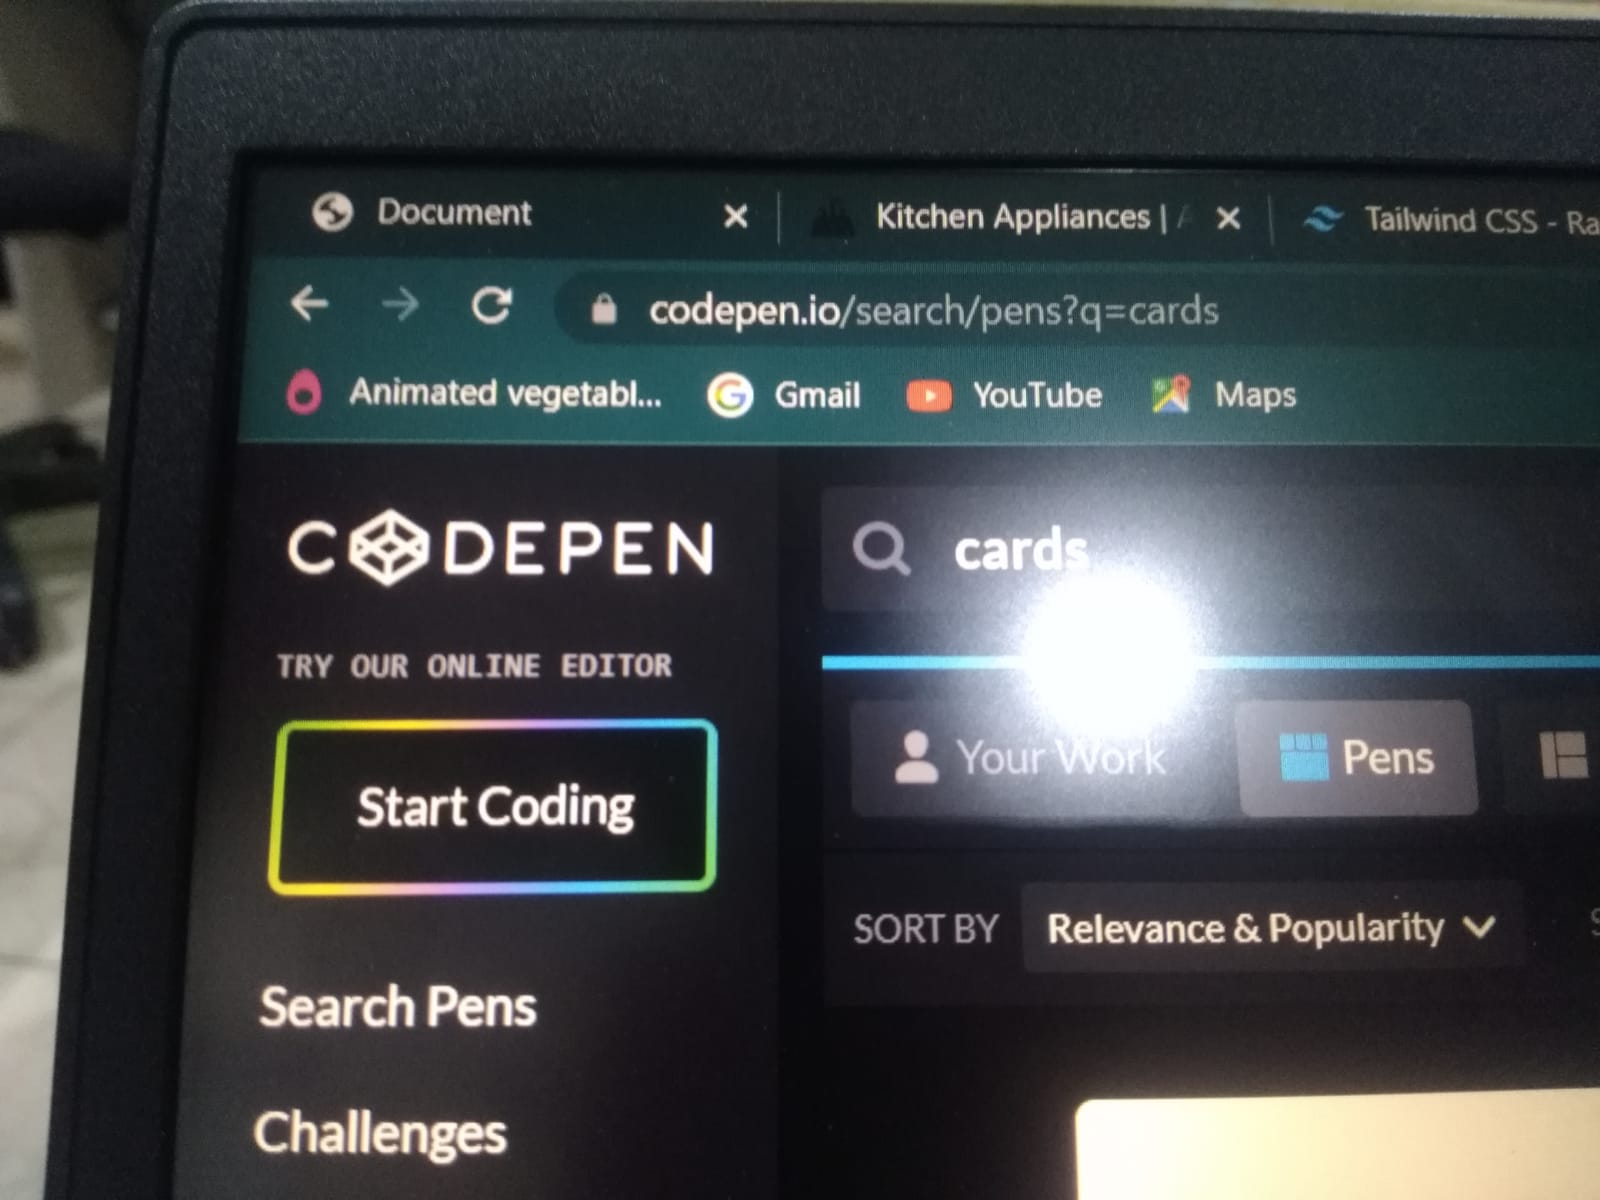 Document
Kitchen Appliances |
Tailwind CSS - Ra
codepen.io/search/pens?q=cards
Animated vegetabl... Gmail YouTube Maps
CODEPEN
cards
TRY OUR ONLINE EDITOR
Start Coding
Your Work Pens
SORT BY Relevance & Popularity
Search Pens
Challenges